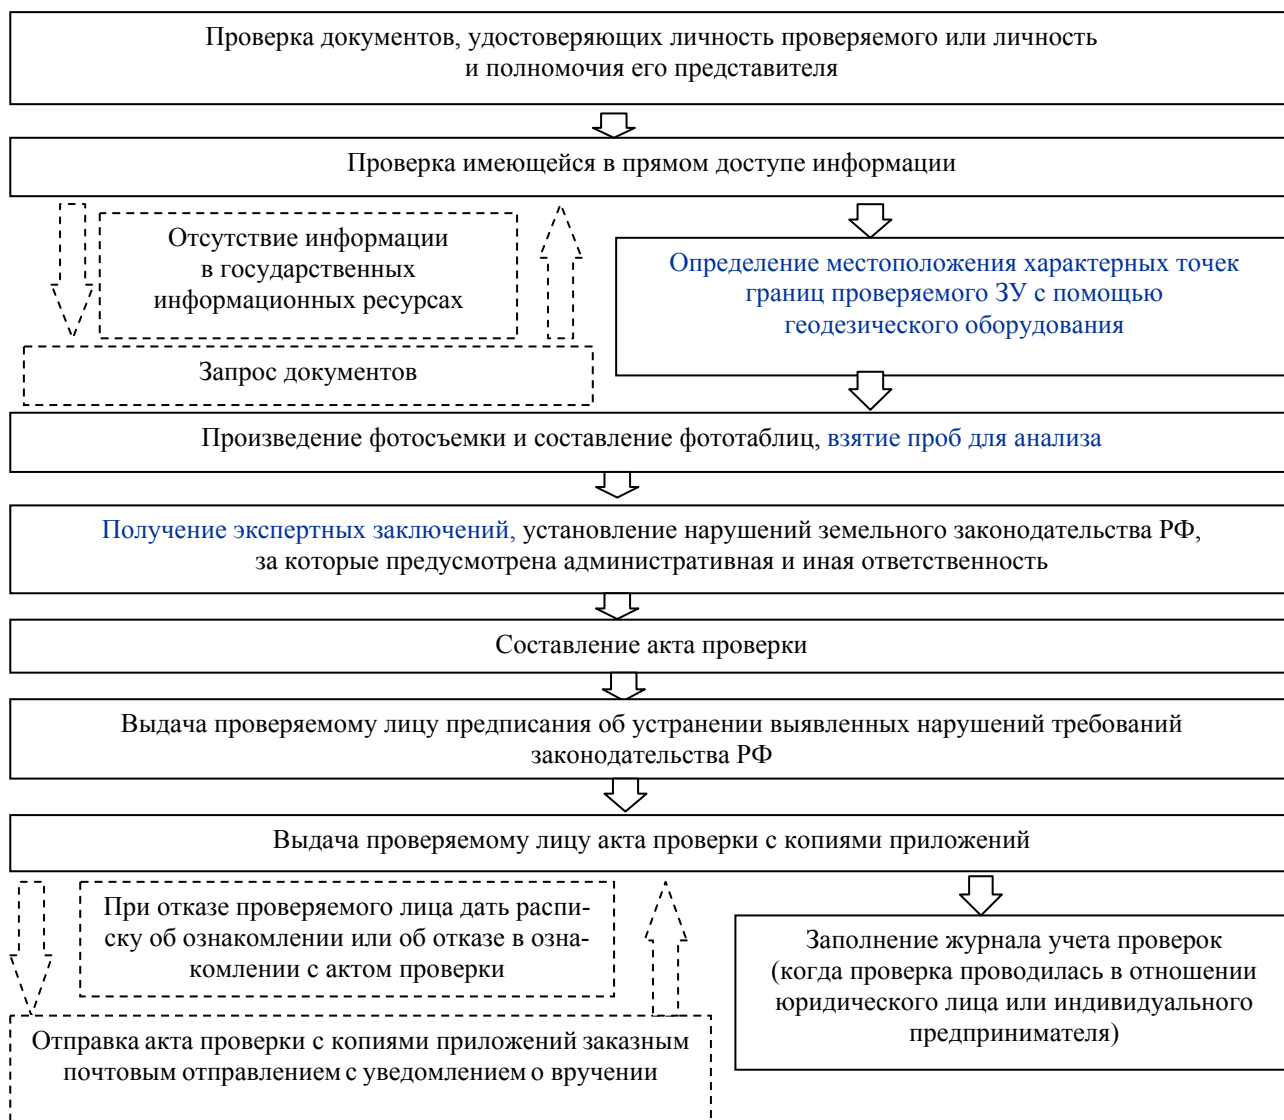 Проверка документов, удостоверяющих личность проверяемого или личность
и полномочия его представителя
Проверка имеющейся в прямом доступе информации
Отсутствие информации
в государственных
информационных ресурсах
Запрос документов
Определение местоположения характерных точек
границ проверяемого ЗУ с помощью
геодезического оборудования
Произведение фотосъемки и составление фототаблиц, взятие проб для анализа
Получение экспертных заключений, установление нарушений земельного законодательства РФ,
за которые предусмотрена административная и иная ответственность
Составление акта проверки
Выдача проверяемому лицу предписания об устранении выявленных нарушений требований
законодательства РФ
Выдача проверяемому лицу акта проверки с копиями приложений
При отказе проверяемого лица дать распи-
ску об ознакомлении или об отказе в озна-
комлении с актом проверки
Отправка акта проверки с копиями приложений заказным
почтовым отправлением с уведомлением о вручении
Заполнение журнала учета проверок
(когда проверка проводилась в отношении
юридического лица или индивидуального
предпринимателя)